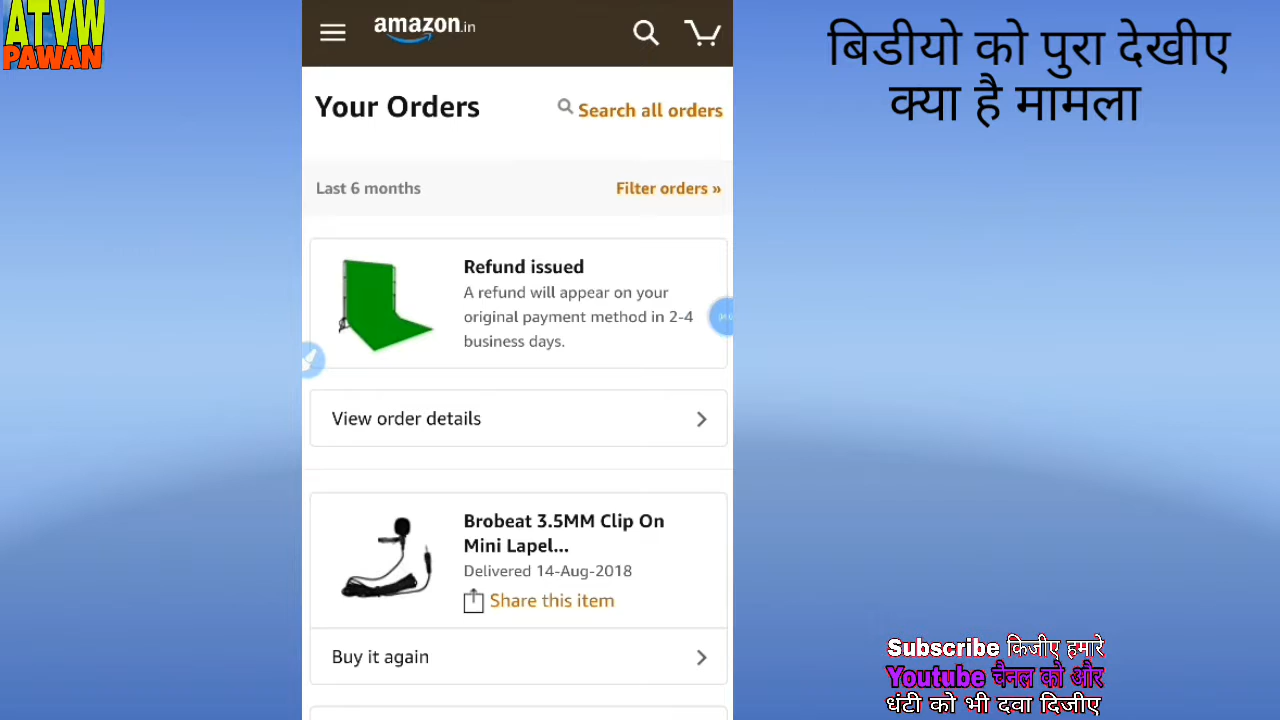 ATVW
PAWAN
amazon.in
बिडीयो को पुरा देखीए
क्या है मामला
Your Orders
Search all orders
Last 6 months
Filter orders »
Refund issued
A refund will appear on your
original payment method in 2-4
business days.
View order details
Brobeat 3.5MM Clip On
Mini Lapel...
Delivered 14-Aug-2018
Share this item
Buy it again
Subscribe किजीए हमारे
Youtube चैनल को और
धंटी को भी दवा दिजीए